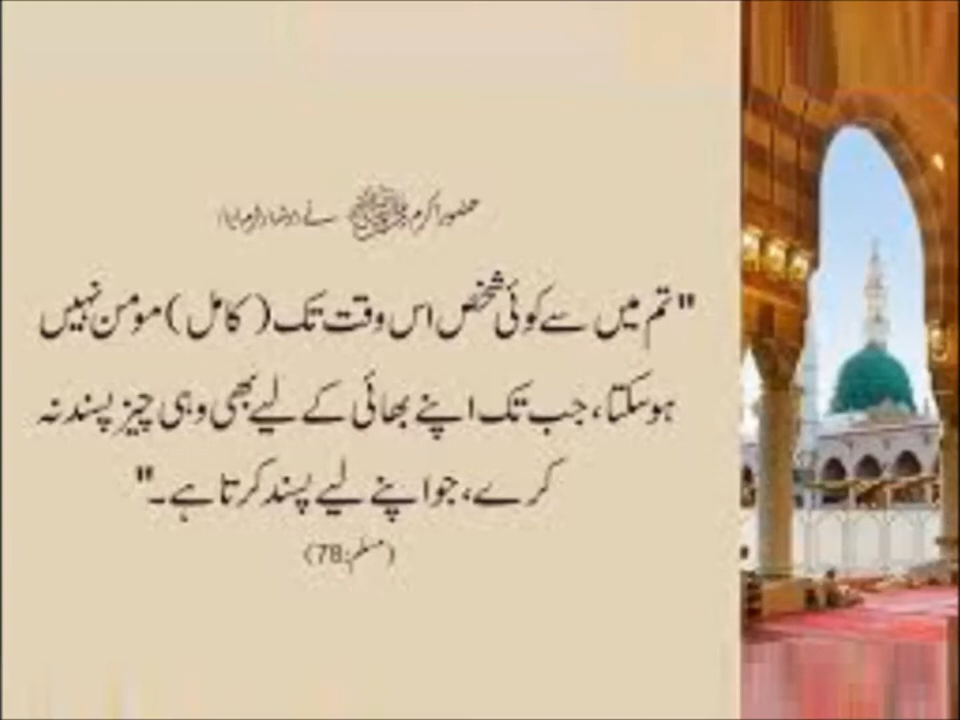 حضور اکرم ﷺ نے ارشاد فرمایا:
"تم میں سے کوئی شخص اس وقت تک (کامل) مومن نہیں
ہو سکتا، جب تک اپنے بھائی کے لیے بھی وہی چیز پسند نہ
کرے، جو اپنے لیے پسند کرتا ہے۔"
(مسلم:78)